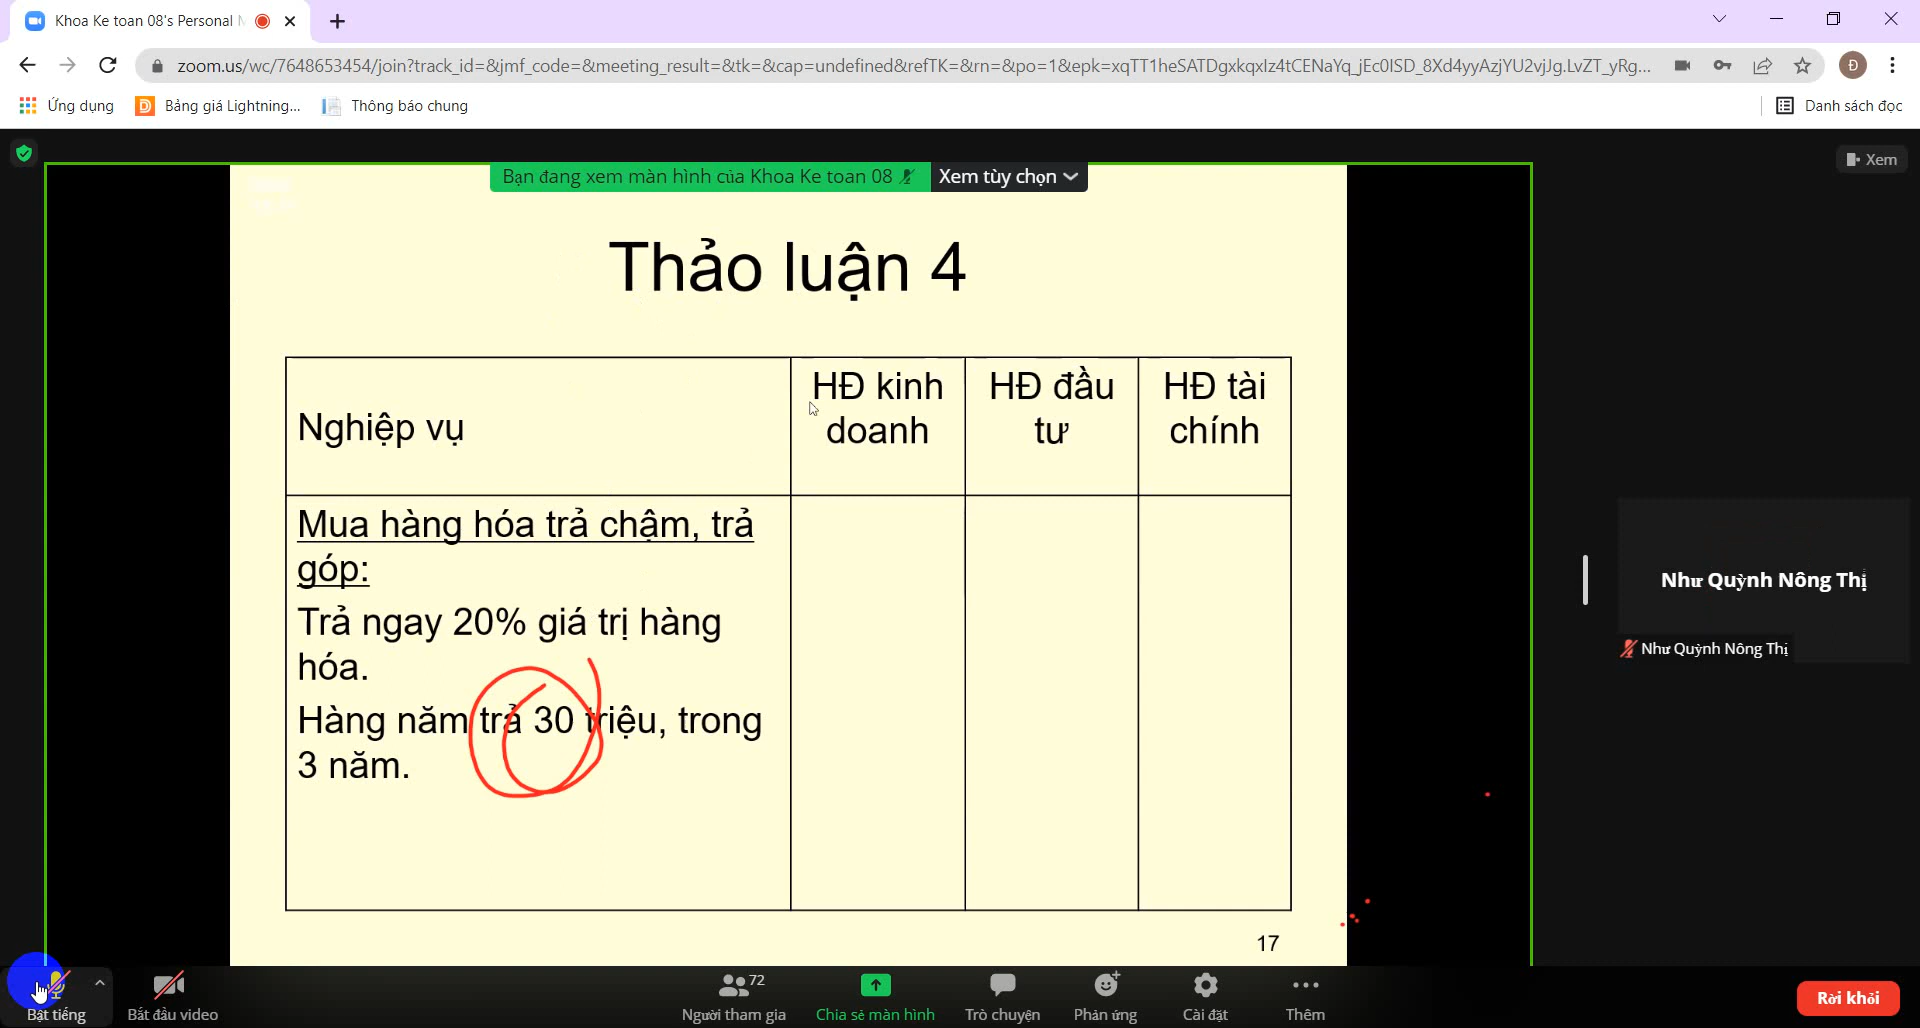 Khoa Ke toan 08's Personal M
zoom.us/wc/7648653454/join?track_id=&jmf_code=&meeting_result=&tk=&cap=undefined&refTK=&rn=&po=1&epk=xqTT1heSATDgxkqxIz4tCENaYq_jEc0ISD_8Xd4yyAzjYU2vjJg.LvZT_yRg...
Đ
Ứng dụng
Bảng giá Lightning...
Thông báo chung
Danh sách đọc
Bạn đang xem màn hình của Khoa Ke toan 08
Xem tùy chọn
Xem
Thảo luận 4
Nghiệp vụ
HĐ kinh
doanh
HĐ đầu
tư
HĐ tài
chính
Mua hàng hóa trả chậm, trả
góp:
Trả ngay 20% giá trị hàng
hóa.
Hàng năm trả 30 triệu, trong
3 năm.
17
Như Quỳnh Nông Thị
Như Quỳnh Nông Thị
Bật tiếng
Bắt đầu video
72
Người tham gia
Chia sẻ màn hình
Trò chuyện
Phản ứng
Cài đặt
Thêm
Rời khỏi